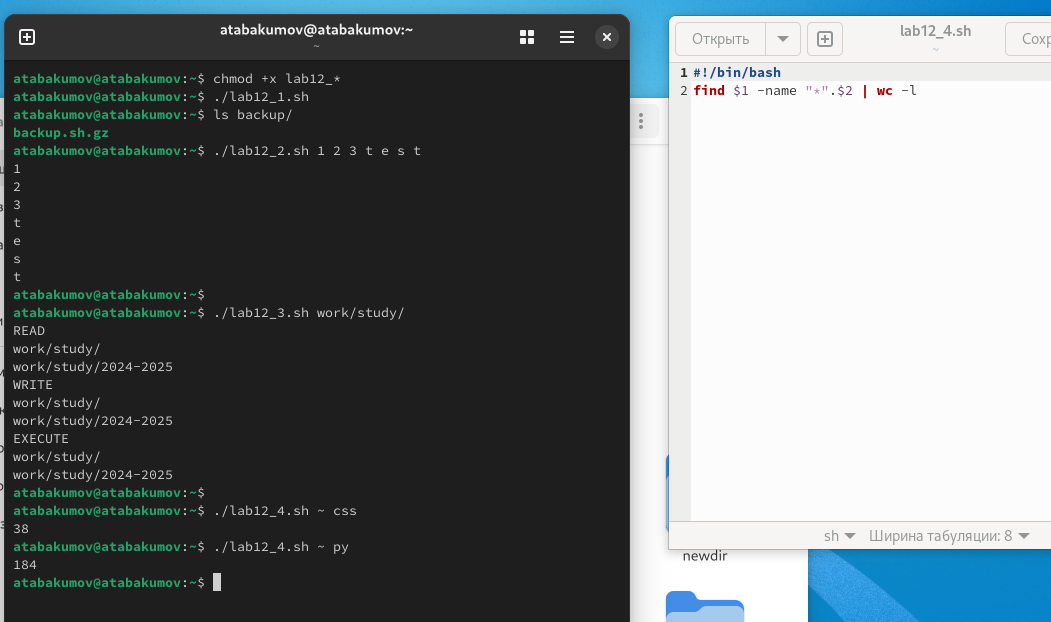 atabakumov@atabakumov:~
~
atabakumov@atabakumov:~$ chmod +x lab12_*
atabakumov@atabakumov:~$ ./lab12_1.sh
atabakumov@atabakumov:~$ ls backup/
backup.sh.gz
atabakumov@atabakumov:~$ ./lab12_2.sh 1 2 3 t e s t
1
2
3
t
e
s
t
atabakumov@atabakumov:~$
atabakumov@atabakumov:~$ ./lab12_3.sh work/study/
READ
work/study/
work/study/2024-2025
WRITE
work/study/
work/study/2024-2025
EXECUTE
work/study/
work/study/2024-2025
atabakumov@atabakumov:~$
atabakumov@atabakumov:~$ ./lab12_4.sh ~ css
38
atabakumov@atabakumov:~$ ./lab12_4.sh ~ py
184
atabakumov@atabakumov:~$
Открыть
lab12_4.sh
~
1 #!/bin/bash
2 find $1 -name "*".$2 | wc -l
sh
Ширина табуляции: 8
newdir